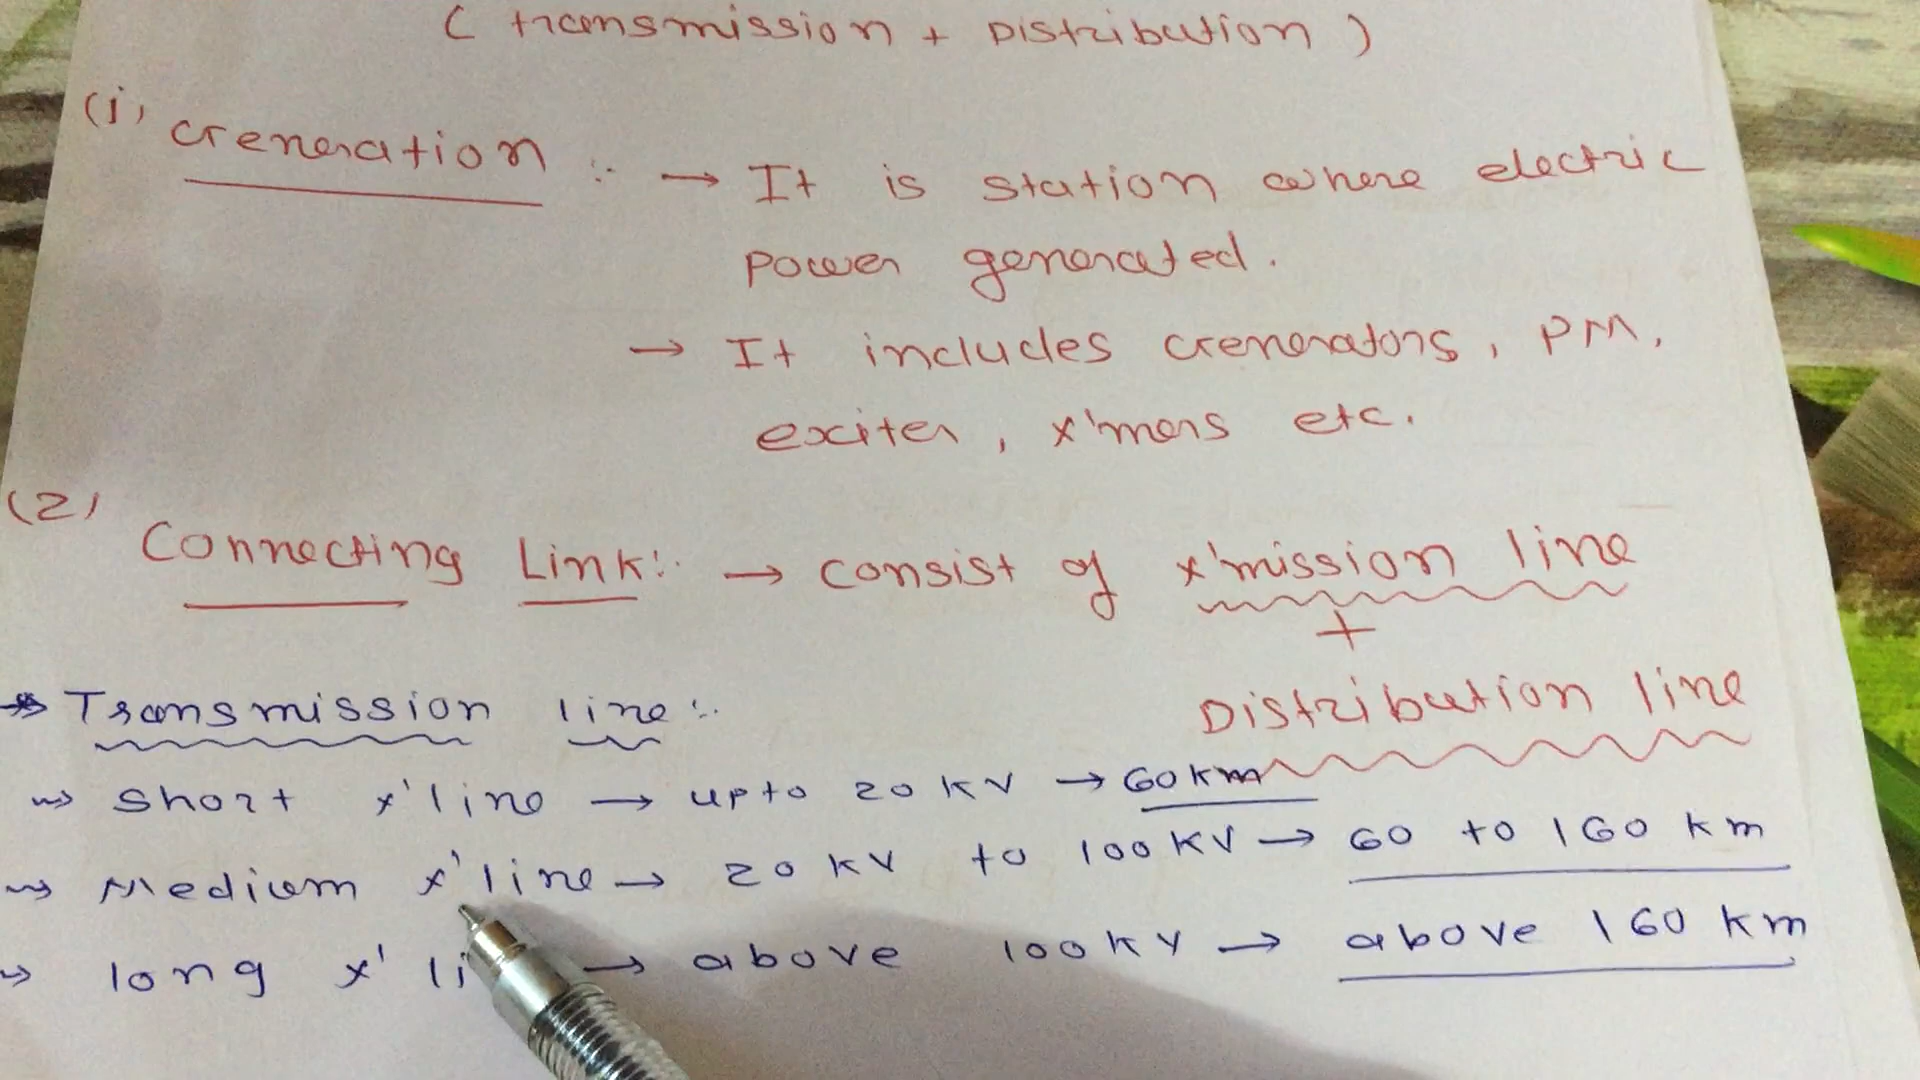 ( transmission + Distribution )
(1) Generation :- → It is station where electric
power generated.
→ It includes Generators, PM,
exciter, x'mers etc.
(2) Connecting Link:- → consist of x'mission line
+
Distribution line
→ Transmission line :-
→ short x'line → upto 20 KV → 60 km
→ Medium x'line → 20 KV to 100 KV → 60 to 160 km
→ long x' li → above 100 KV → above 160 km